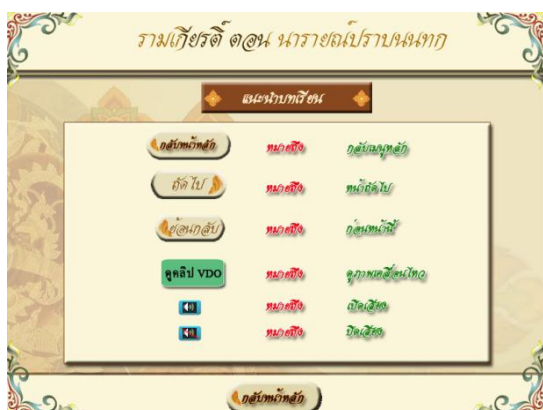 รามเกียรติ์ ตอน นารายณ์ปราบนนทก
แนะนำบทเรียน
กลับหน้าหลัก หมายถึง กลับเมนูหลัก
ถัดไป หมายถึง หน้าถัดไป
ย้อนกลับ หมายถึง ก่อนหน้านี้
ดูคลิป VDO หมายถึง ดูภาพเคลื่อนไหว
หมายถึง เปิดเสียง
หมายถึง ปิดเสียง
กลับหน้าหลัก